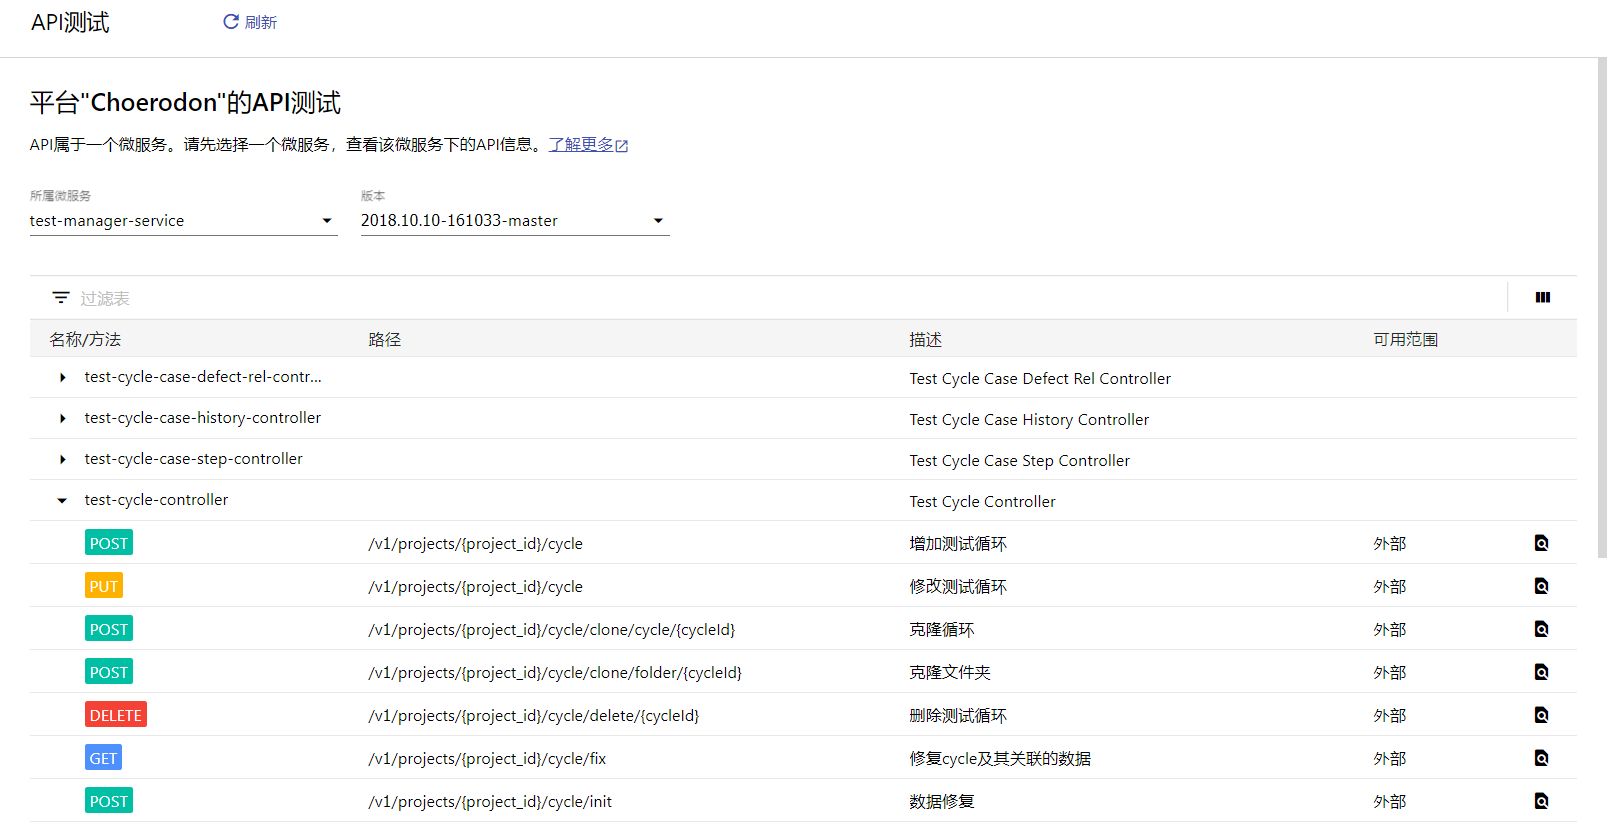 API测试 刷新
平台"Choerodon"的API测试
API属于一个微服务。请先选择一个微服务，查看该微服务下的API信息。了解更多
所属微服务 版本
test-manager-service 2018.10.10-161033-master
过滤表
名称/方法 路径 描述 可用范围
test-cycle-case-defect-rel-contr... Test Cycle Case Defect Rel Controller
test-cycle-case-history-controller Test Cycle Case History Controller
test-cycle-case-step-controller Test Cycle Case Step Controller
test-cycle-controller Test Cycle Controller
POST /v1/projects/{project_id}/cycle 增加测试循环 外部
PUT /v1/projects/{project_id}/cycle 修改测试循环 外部
POST /v1/projects/{project_id}/cycle/clone/cycle/{cycleId} 克隆循环 外部
POST /v1/projects/{project_id}/cycle/clone/folder/{cycleId} 克隆文件夹 外部
DELETE /v1/projects/{project_id}/cycle/delete/{cycleId} 删除测试循环 外部
GET /v1/projects/{project_id}/cycle/fix 修复cycle及其关联的数据 外部
POST /v1/projects/{project_id}/cycle/init 数据修复 外部